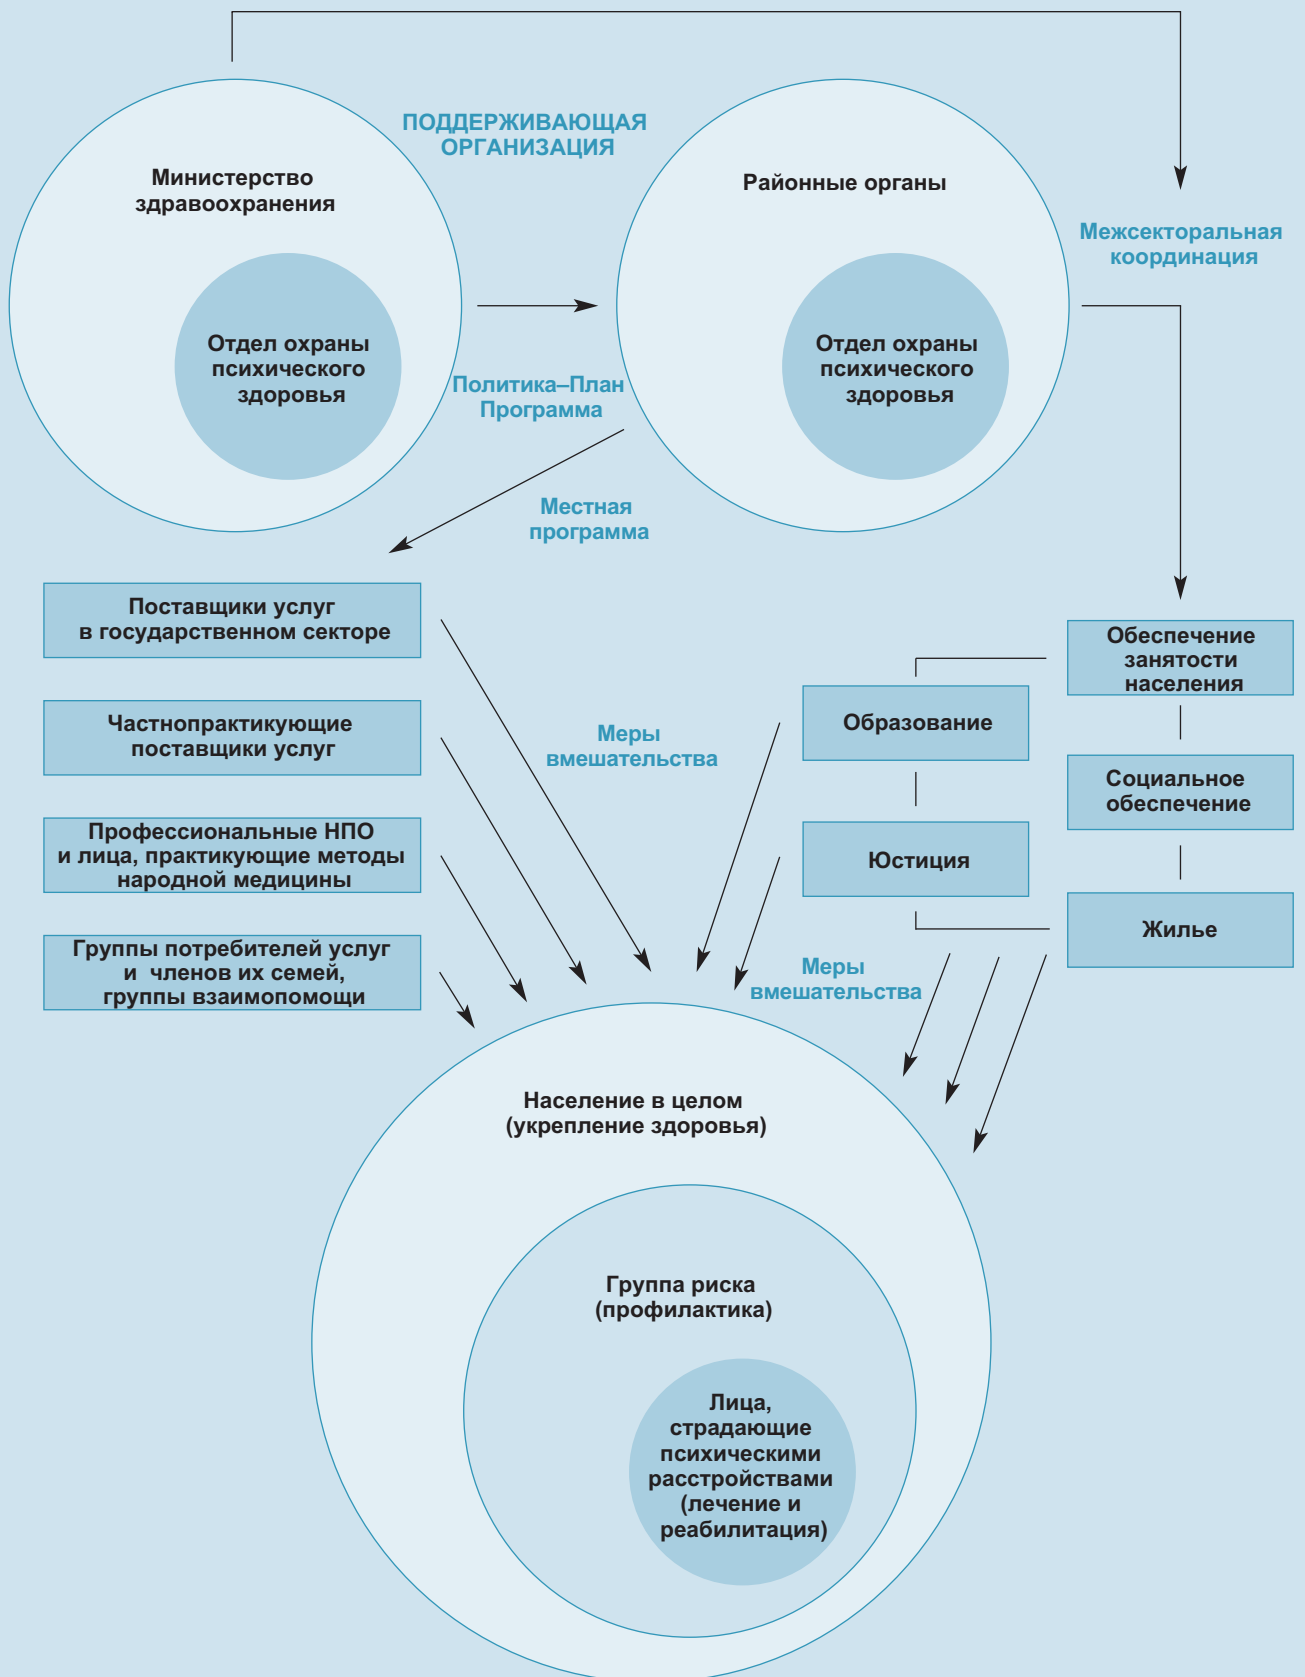 ПОДДЕРЖИВАЮЩАЯ
ОРГАНИЗАЦИЯ
Министерство
здравоохранения
Районные органы
Межсекторальная
координация
Отдел охраны
психического
здоровья
Отдел охраны
психического
здоровья
Политика–План
Программа
Местная
программа
Поставщики услуг
в государственном секторе
Обеспечение
занятости
населения
Частнопрактикующие
поставщики услуг
Меры
вмешательства
Образование
Социальное
обеспечение
Профессиональные НПО
и лица, практикующие методы
народной медицины
Юстиция
Жилье
Группы потребителей услуг
и членов их семей,
группы взаимопомощи
Меры
вмешательства
Население в целом
(укрепление здоровья)
Группа риска
(профилактика)
Лица,
страдающие
психическими
расстройствами
(лечение и
реабилитация)